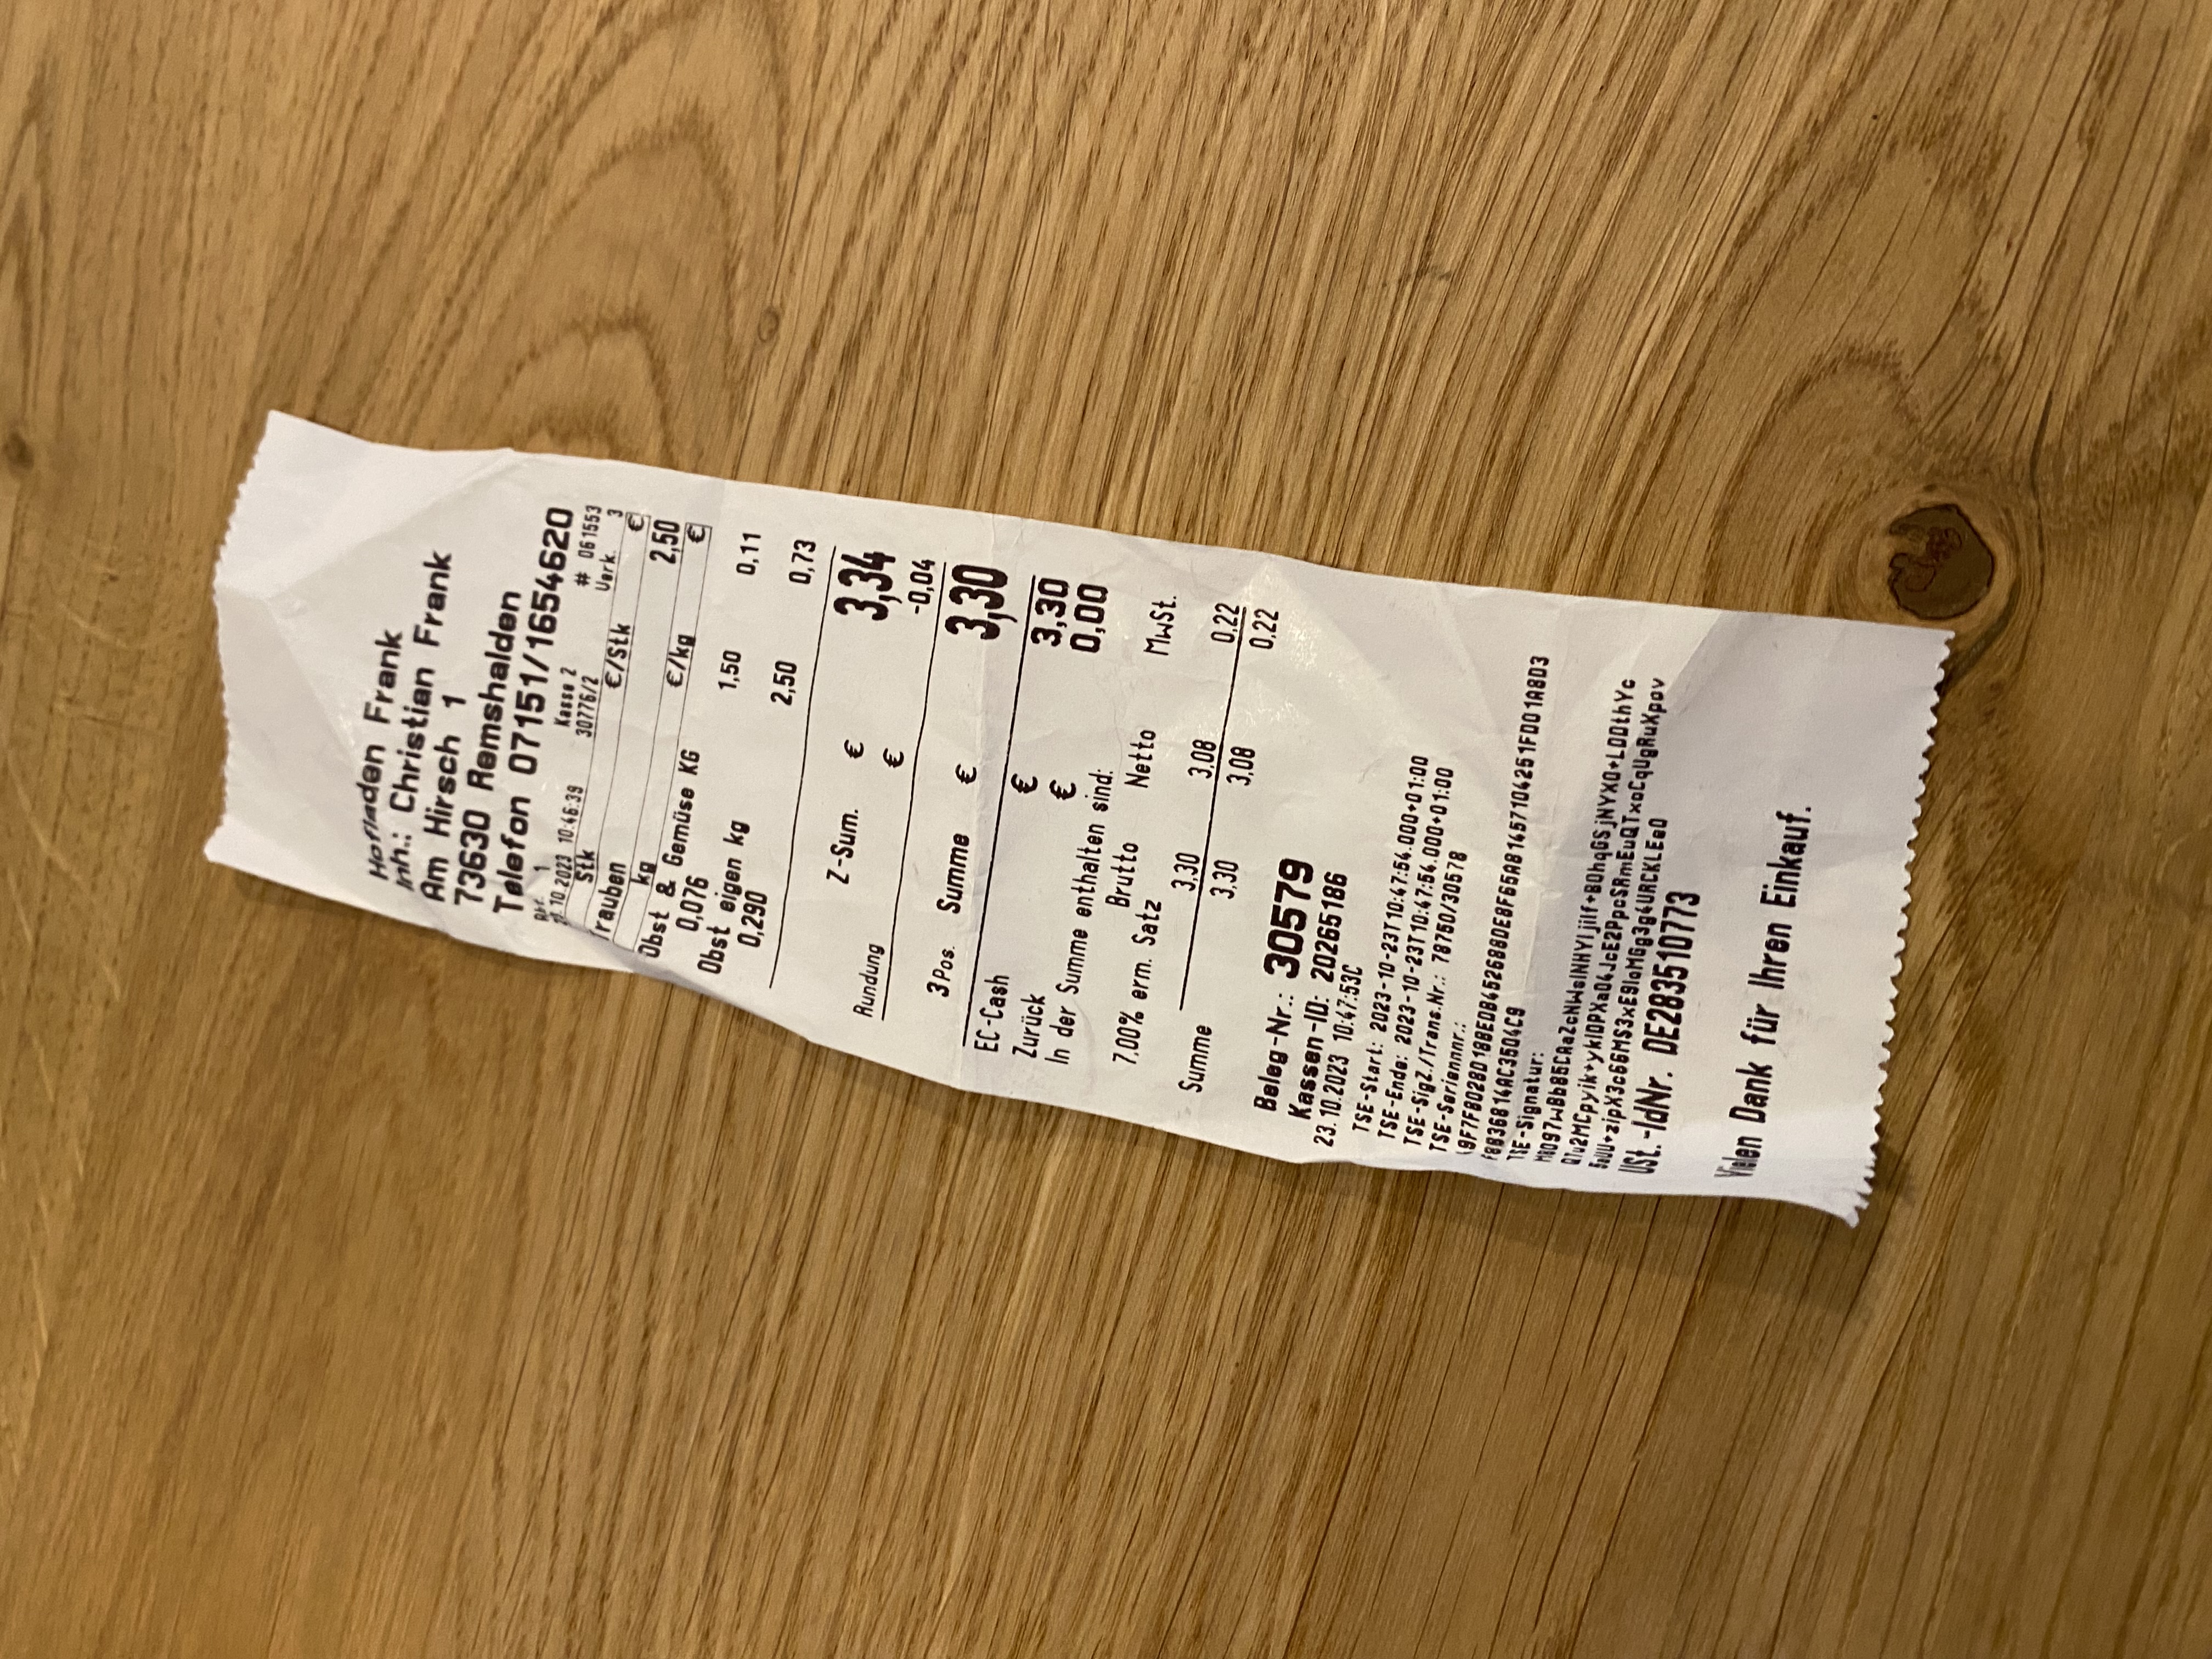 Hofladen Frank
Inh.: Christian Frank
Am Hirsch 1
73630 Remshalden
Telefon 07151/1654620
1 Kasse 2 # 061553
.10.2023 10:46:39 30776/2 Verk. 3
Stk €/Stk €
Trauben 2,50
kg €/kg €
Obst & Gemüse KG
0,076 1,50 0,11
Obst eigen kg
0,290 2,50 0,73
Z-Sum. € 3,34
Rundung € -0,04
3 Pos. Summe € 3,30
EC-Cash € 3,30
Zurück € 0,00
In der Summe enthalten sind:
Brutto Netto MwSt.
7,00% erm. Satz
3,30 3,08 0,22
Summe 3,30 3,08 0,22
Beleg-Nr.: 30579
Kassen-ID: 20265186
23.10.2023 10:47:53C
TSE-Start: 2023-10-23T10:47:54.000+01:00
TSE-Ende: 2023-10-23T10:47:54.000+01:00
TSE-SigZ./Trans.Nr.: 78750/30578
TSE-Seriennnr.:
TSE-Signatur:
USt.-IdNr. DE283510773
Vielen Dank für Ihren Einkauf.